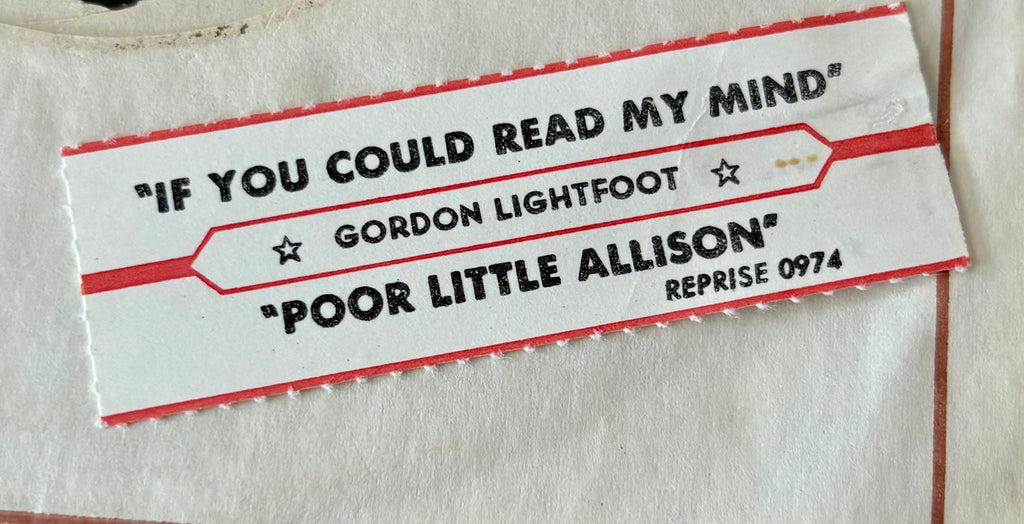 "IF YOU COULD READ MY MIND"
☆ GORDON LIGHTFOOT ☆
"POOR LITTLE ALLISON"
REPRISE 0974